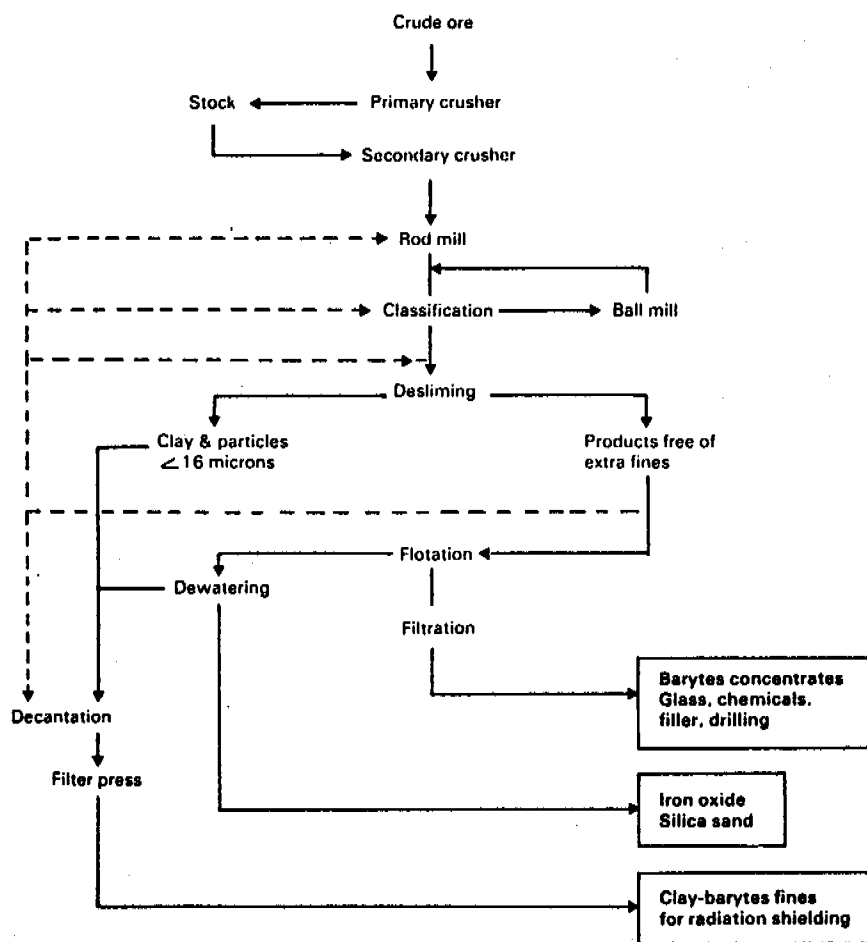 Crude ore
Stock
Primary crusher
Secondary crusher
Rod mill
Classification
Ball mill
Desliming
Clay & particles
∠16 microns
Products free of
extra fines
Flotation
Dewatering
Filtration
Barytes concentrates
Glass, chemicals,
filler, drilling
Decantation
Filter press
Iron oxide
Silica sand
Clay-barytes fines
for radiation shielding